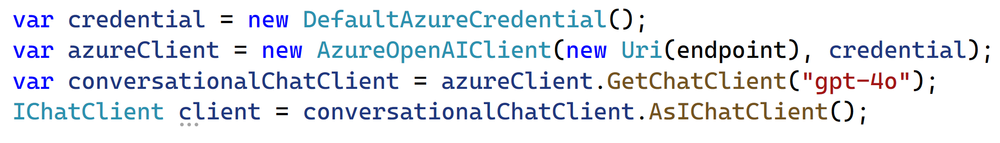 var credential = new DefaultAzureCredential();
var azureClient = new AzureOpenAIClient(new Uri(endpoint), credential);
var conversationalChatClient = azureClient.GetChatClient("gpt-4o");
IChatClient client = conversationalChatClient.AsIChatClient();